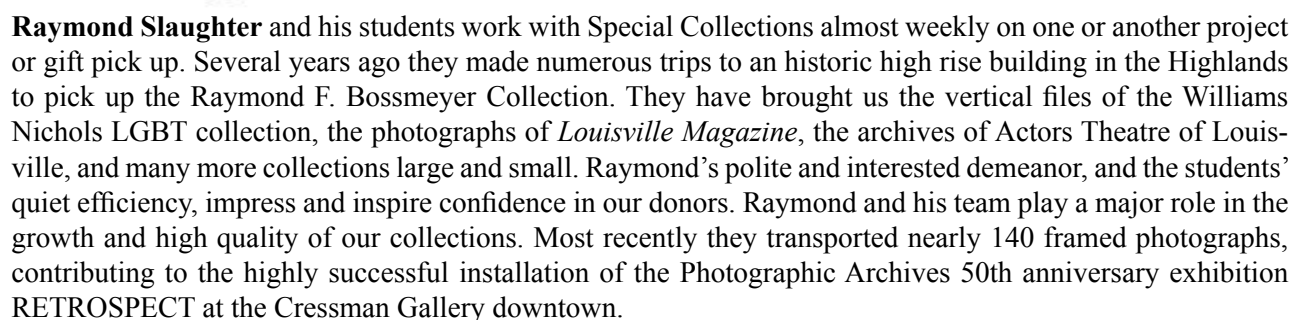 Raymond Slaughter and his students work with Special Collections almost weekly on one or another project
or gift pick up. Several years ago they made numerous trips to an historic high rise building in the Highlands
to pick up the Raymond F. Bossmeyer Collection. They have brought us the vertical files of the Williams
Nichols LGBT collection, the photographs of Louisville Magazine, the archives of Actors Theatre of Louis-
ville, and many more collections large and small. Raymond’s polite and interested demeanor, and the students’
quiet efficiency, impress and inspire confidence in our donors. Raymond and his team play a major role in the
growth and high quality of our collections. Most recently they transported nearly 140 framed photographs,
contributing to the highly successful installation of the Photographic Archives 50th anniversary exhibition
RETROSPECT at the Cressman Gallery downtown.